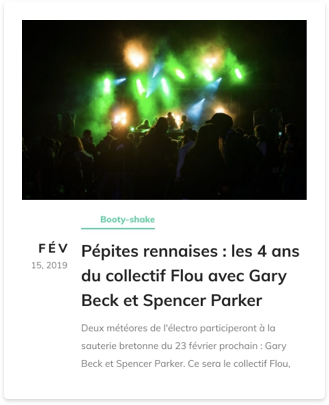 Booty-shake
FÉV
15, 2019
Pépites rennaises : les 4 ans
du collectif Flou avec Gary
Beck et Spencer Parker
Deux météores de l'électro participeront à la
sauterie bretonne du 23 février prochain : Gary
Beck et Spencer Parker. Ce sera le collectif Flou,